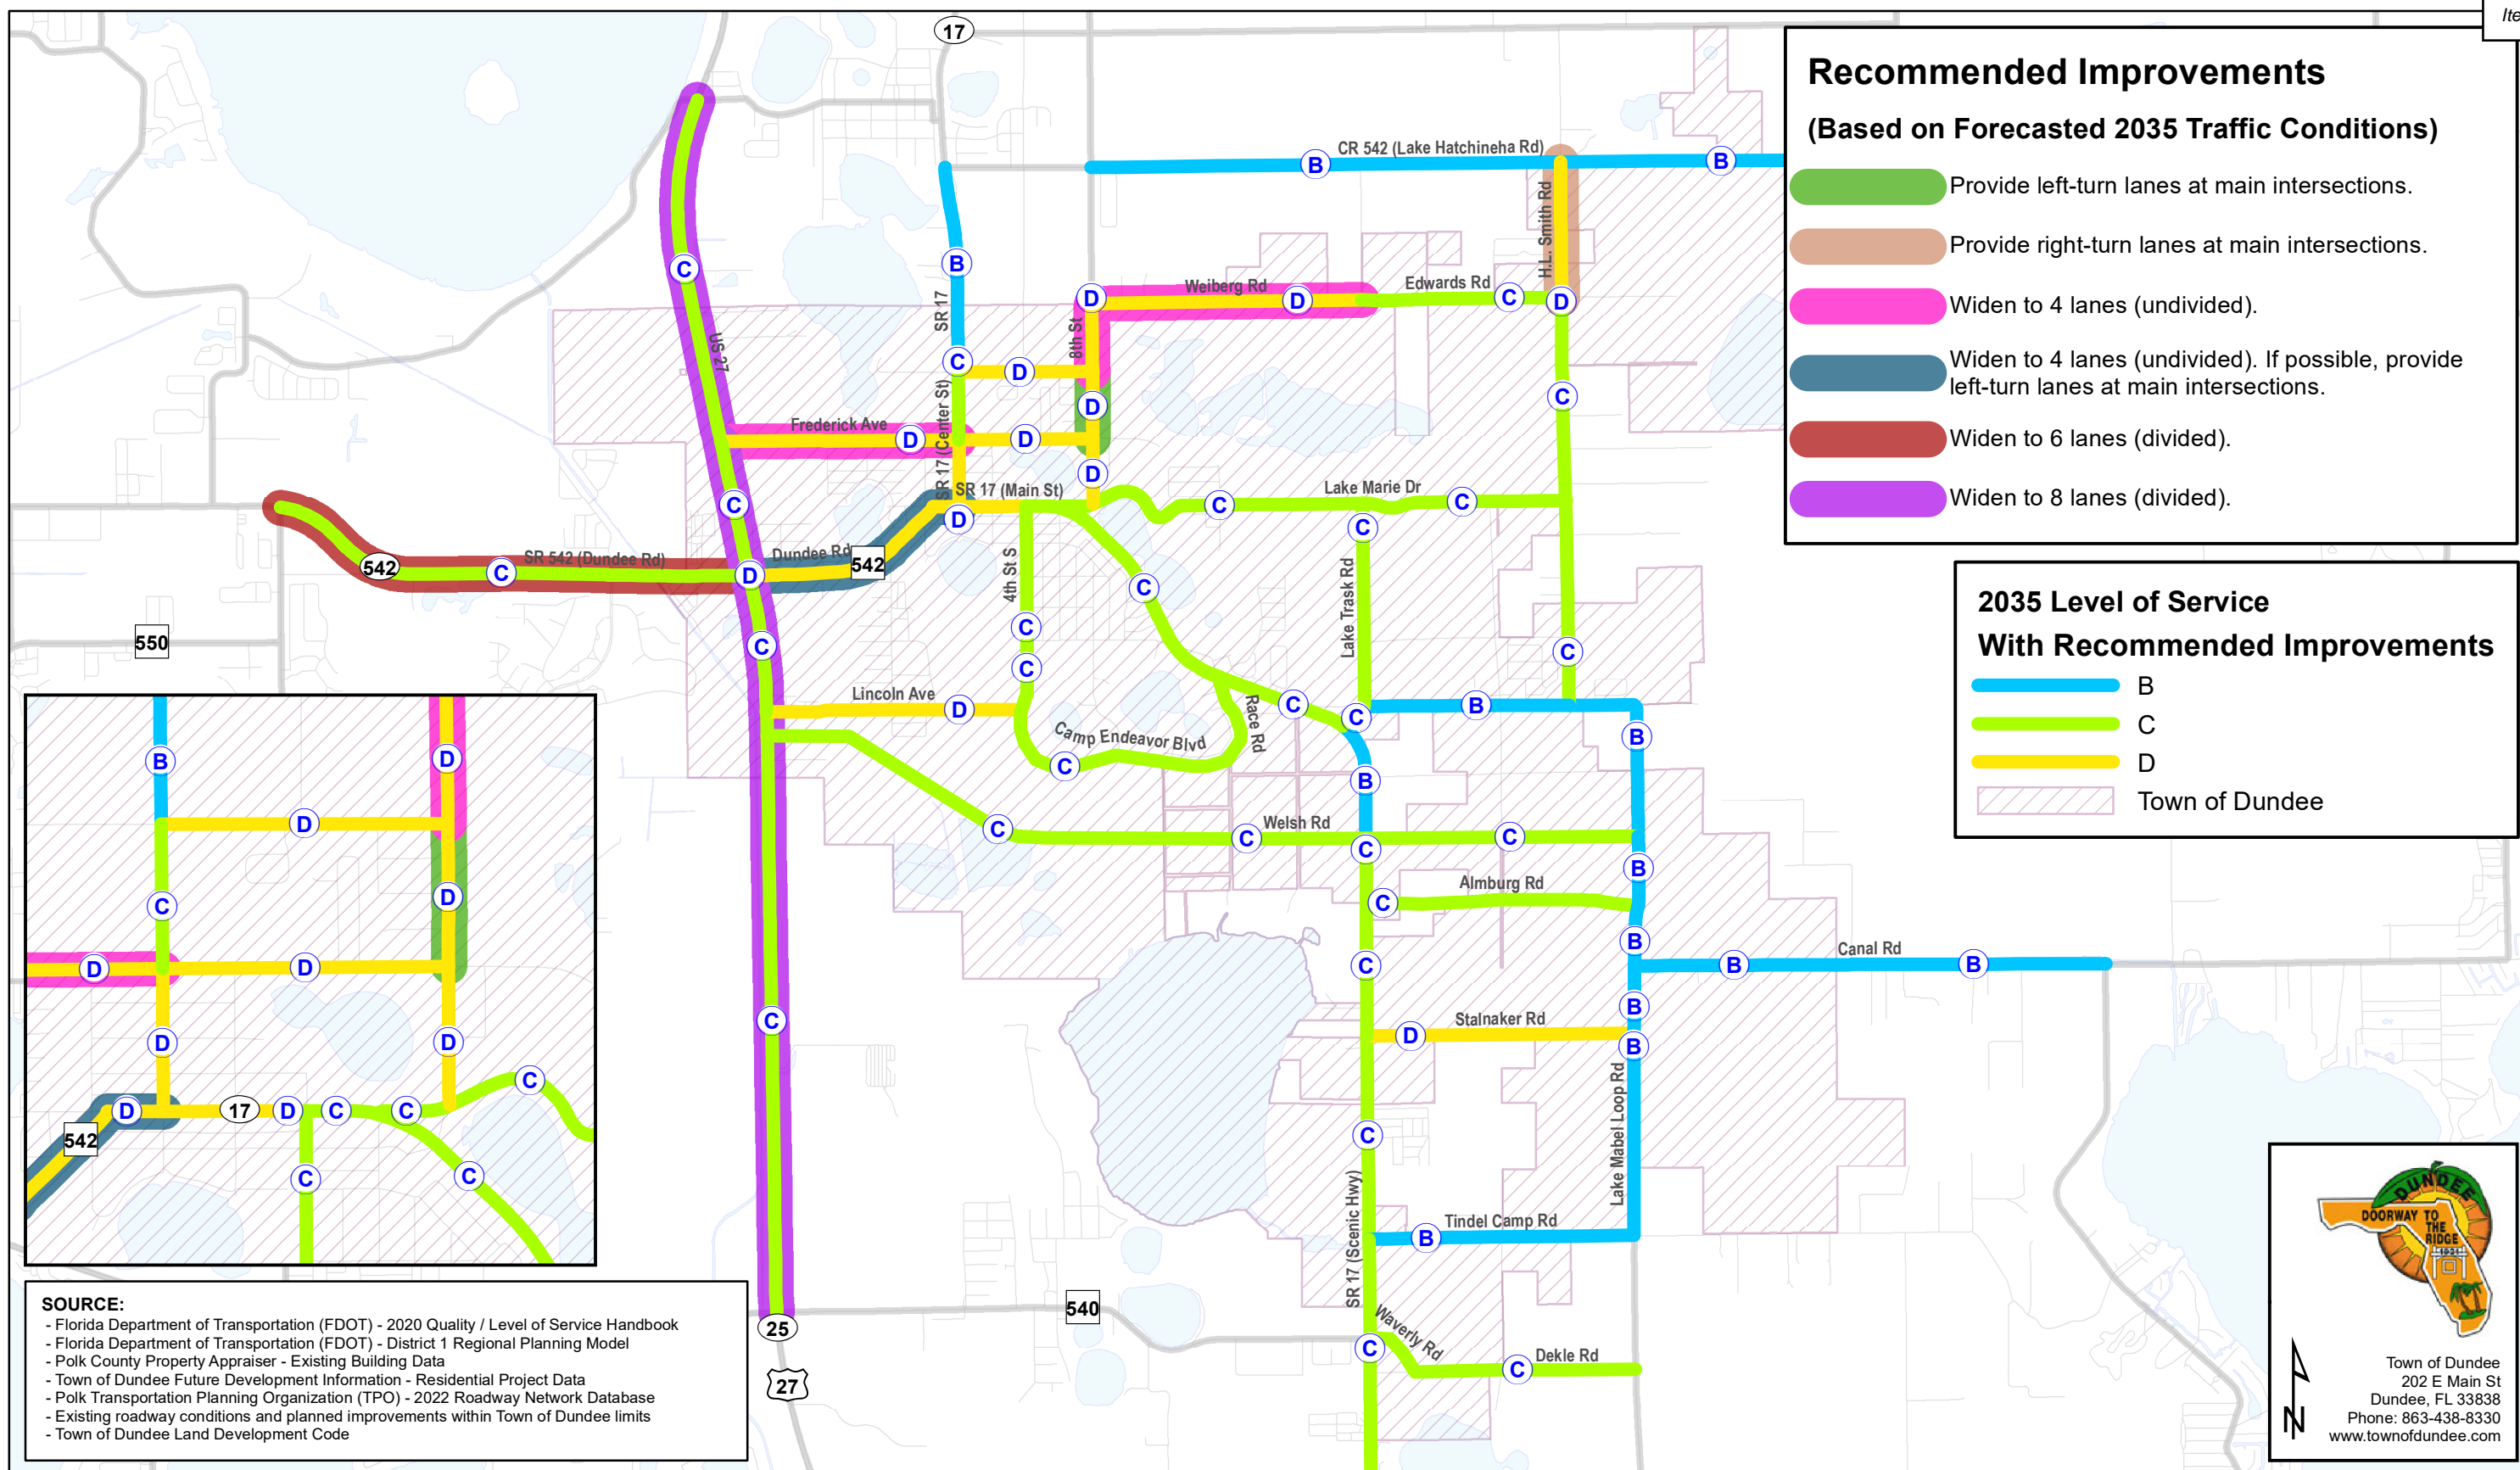 Ite
17
Recommended Improvements
(Based on Forecasted 2035 Traffic Conditions)
Provide left-turn lanes at main intersections.
Provide right-turn lanes at main intersections.
Widen to 4 lanes (undivided).
Widen to 4 lanes (undivided). If possible, provide
left-turn lanes at main intersections.
Widen to 6 lanes (divided).
Widen to 8 lanes (divided).
2035 Level of Service
With Recommended Improvements
B
C
D
Town of Dundee
CR 542 (Lake Hatchineha Rd)
B
B
H.L. Smith Rd
B
C
SR 17
US 27
8th St
D
Weiberg Rd
D
Edwards Rd
C
D
C
D
D
C
Frederick Ave
D
D
SR 17 (Center St)
D
C
SR 17 (Main St)
D
C
Lake Marie Dr
C
C
542
C
SR 542 (Dundee Rd)
D
Dundee Rd
542
4th St S
C
Lake Trask Rd
550
C
C
C
C
Lincoln Ave
D
Race Rd
C
C
B
B
Camp Endeavor Blvd
C
B
C
Welsh Rd
C
C
C
B
Almburg Rd
C
B
Canal Rd
C
B
B
B
C
Stalnaker Rd
D
B
Lake Mabel Loop Rd
C
SR 17 (Scenic Hwy)
Tindel Camp Rd
B
540
Waverly Rd
C
Dekle Rd
C
25
27
B
D
D
C
D
D
D
D
D
C
D
17
D
C
C
542
C
C
SOURCE:
- Florida Department of Transportation (FDOT) - 2020 Quality / Level of Service Handbook
- Florida Department of Transportation (FDOT) - District 1 Regional Planning Model
- Polk County Property Appraiser - Existing Building Data
- Town of Dundee Future Development Information - Residential Project Data
- Polk Transportation Planning Organization (TPO) - 2022 Roadway Network Database
- Existing roadway conditions and planned improvements within Town of Dundee limits
- Town of Dundee Land Development Code
DUNDEE
DOORWAY TO
THE
RIDGE
N
Town of Dundee
202 E Main St
Dundee, FL 33838
Phone: 863-438-8330
www.townofdundee.com